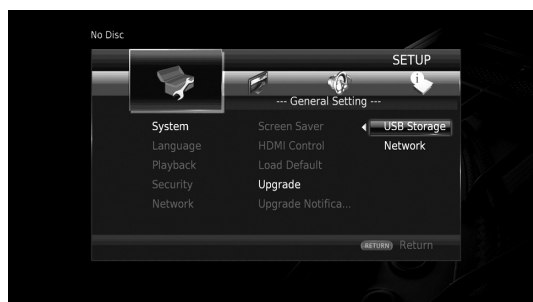 No Disc
SETUP
--- General Setting ---
System Screen Saver USB Storage
Language HDMI Control Network
Playback Load Default
Security Upgrade
Network Upgrade Notifica...
RETURN Return